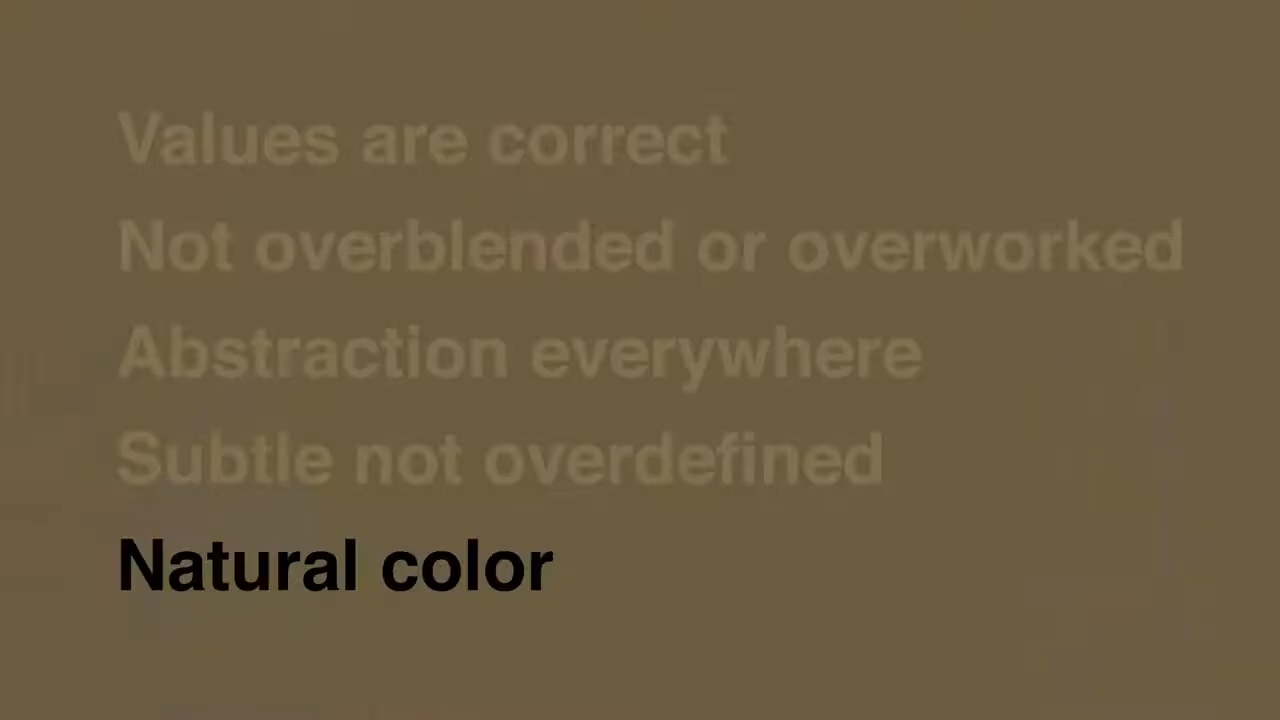 Values are correct
Not overblended or overworked
Abstraction everywhere
Subtle not overdefined
Natural color